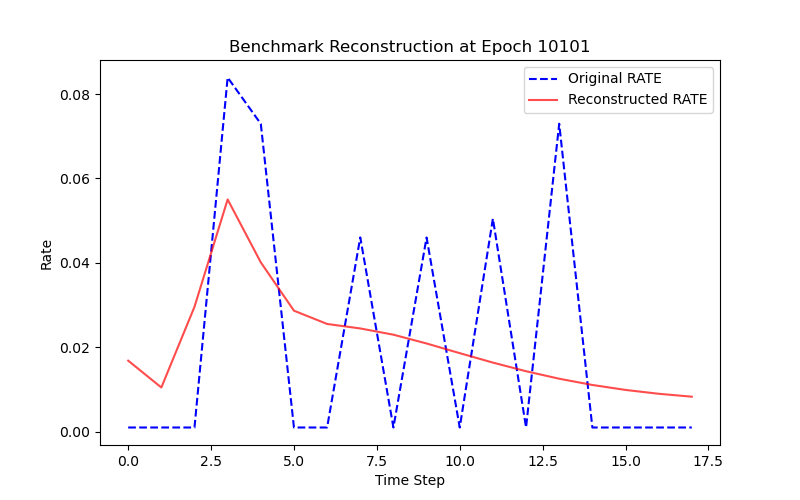 Benchmark Reconstruction at Epoch 10101
Original RATE
Reconstructed RATE
0.08
0.06
0.04
0.02
0.00
Rate
0.0 2.5 5.0 7.5 10.0 12.5 15.0 17.5
Time Step